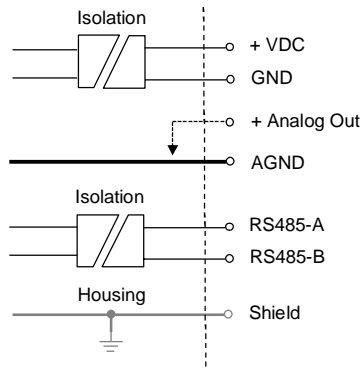 Isolation
+ VDC
GND
+ Analog Out
AGND
Isolation
RS485-A
RS485-B
Housing
Shield